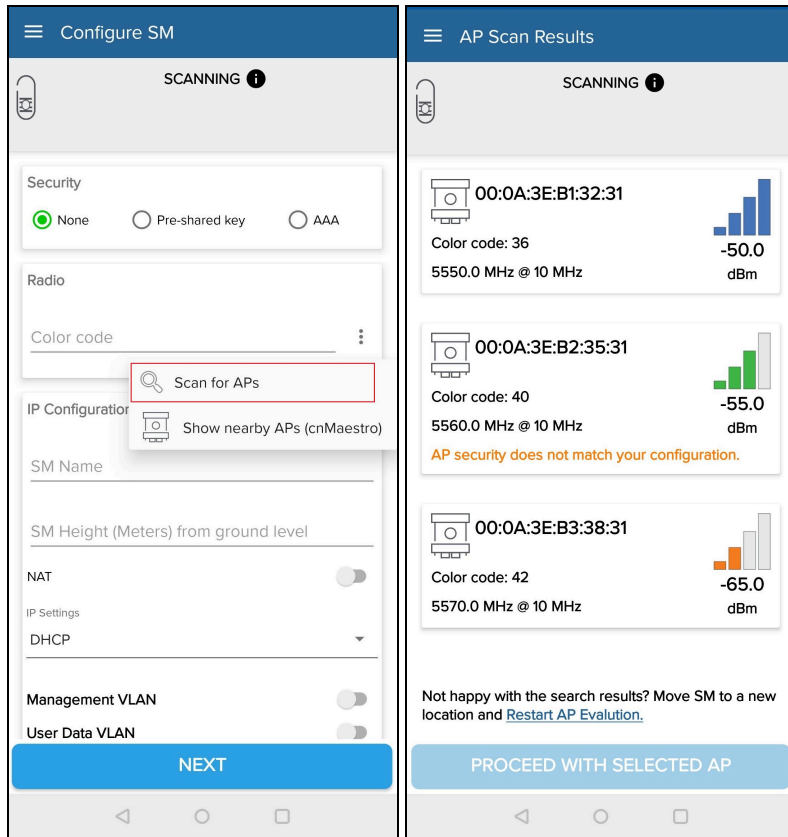 Configure SM
SCANNING
Security
None
Pre-shared key
AAA
Radio
Color code
Scan for APs
Show nearby APs (cnMaestro)
IP Configuration
SM Name
SM Height (Meters) from ground level
NAT
IP Settings
DHCP
Management VLAN
User Data VLAN
NEXT
AP Scan Results
SCANNING
00:0A:3E:B1:32:31
Color code: 36
5550.0 MHz @ 10 MHz
-50.0
dBm
00:0A:3E:B2:35:31
Color code: 40
5560.0 MHz @ 10 MHz
-55.0
dBm
AP security does not match your configuration.
00:0A:3E:B3:38:31
Color code: 42
5570.0 MHz @ 10 MHz
-65.0
dBm
Not happy with the search results? Move SM to a new
location and Restart AP Evalution.
PROCEED WITH SELECTED AP